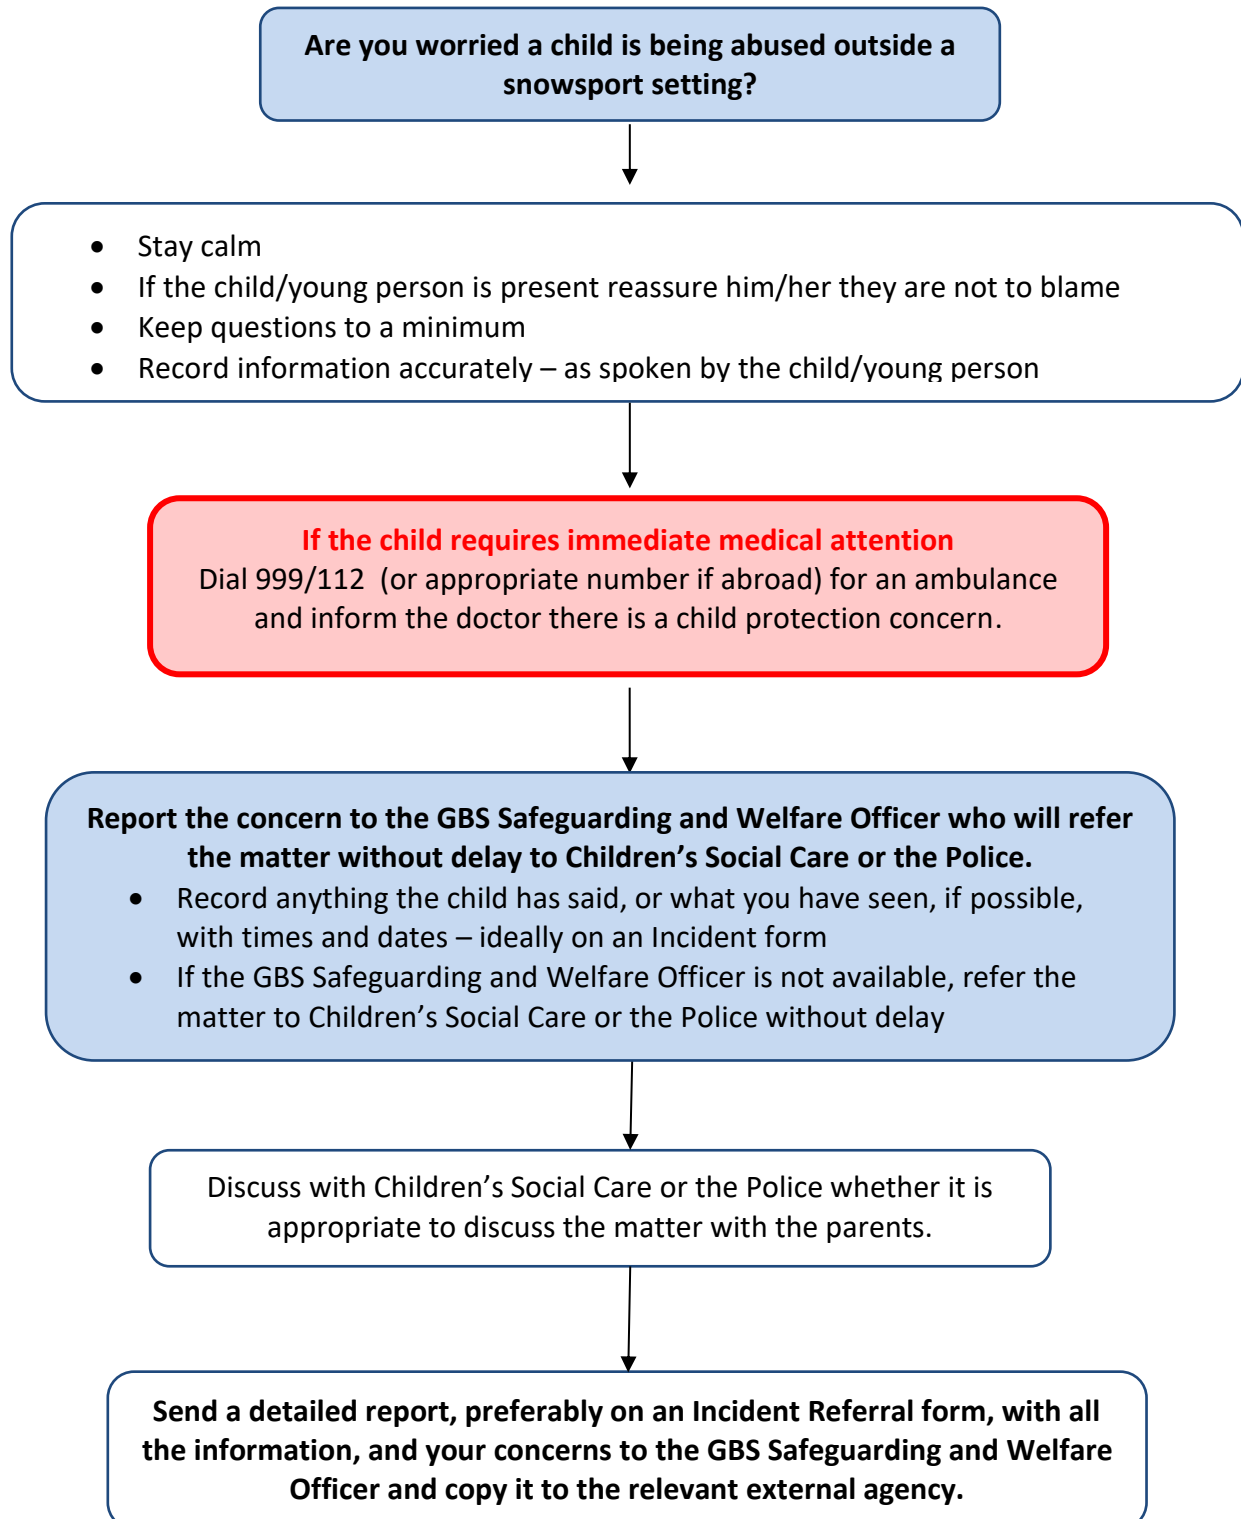 Are you worried a child is being abused outside a
snowsport setting?
• Stay calm
• If the child/young person is present reassure him/her they are not to blame
• Keep questions to a minimum
• Record information accurately – as spoken by the child/young person
If the child requires immediate medical attention
Dial 999/112 (or appropriate number if abroad) for an ambulance
and inform the doctor there is a child protection concern.
Report the concern to the GBS Safeguarding and Welfare Officer who will refer
the matter without delay to Children’s Social Care or the Police.
• Record anything the child has said, or what you have seen, if possible,
with times and dates – ideally on an Incident form
• If the GBS Safeguarding and Welfare Officer is not available, refer the
matter to Children’s Social Care or the Police without delay
Discuss with Children’s Social Care or the Police whether it is
appropriate to discuss the matter with the parents.
Send a detailed report, preferably on an Incident Referral form, with all
the information, and your concerns to the GBS Safeguarding and Welfare
Officer and copy it to the relevant external agency.